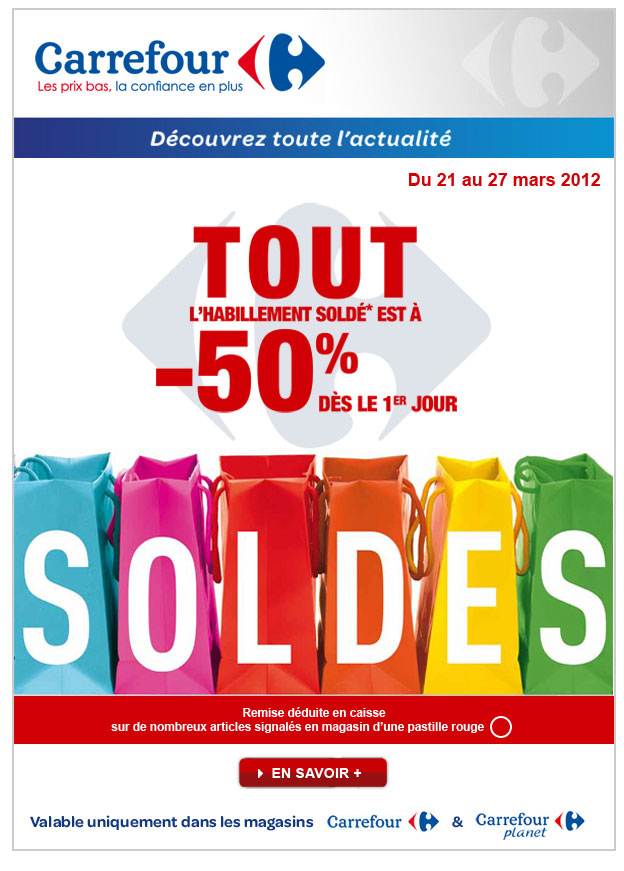 Carrefour
Les prix bas, la confiance en plus
Découvrez toute l'actualité
Du 21 au 27 mars 2012
TOUT
L'HABILLEMENT SOLDÉ* EST À
-50%
DÈS LE 1ER JOUR
SOLDES
Remise déduite en caisse
sur de nombreux articles signalés en magasin d'une pastille rouge
EN SAVOIR +
Valable uniquement dans les magasins Carrefour & Carrefour planet